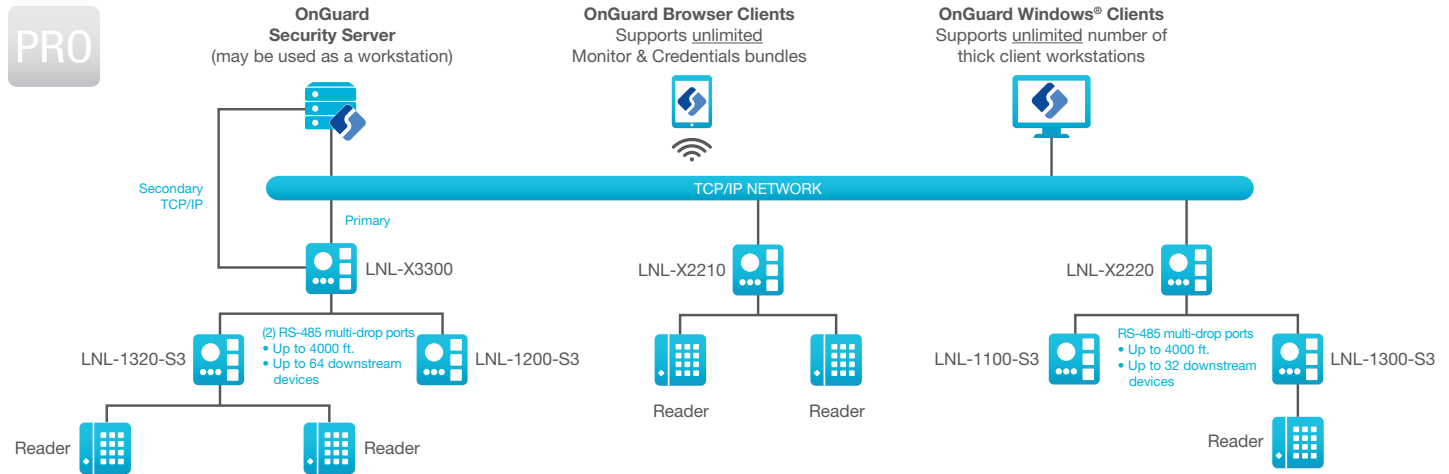 PRO
OnGuard
Security Server
(may be used as a workstation)
OnGuard Browser Clients
Supports unlimited
Monitor & Credentials bundles
OnGuard Windows® Clients
Supports unlimited number of
thick client workstations
Secondary
TCP/IP
TCP/IP NETWORK
Primary
LNL-X3300
LNL-X2210
LNL-X2220
LNL-1320-S3
(2) RS-485 multi-drop ports
• Up to 4000 ft.
• Up to 64 downstream
devices
LNL-1200-S3
LNL-1100-S3
RS-485 multi-drop ports
• Up to 4000 ft.
• Up to 32 downstream
devices
LNL-1300-S3
Reader
Reader
Reader
Reader
Reader